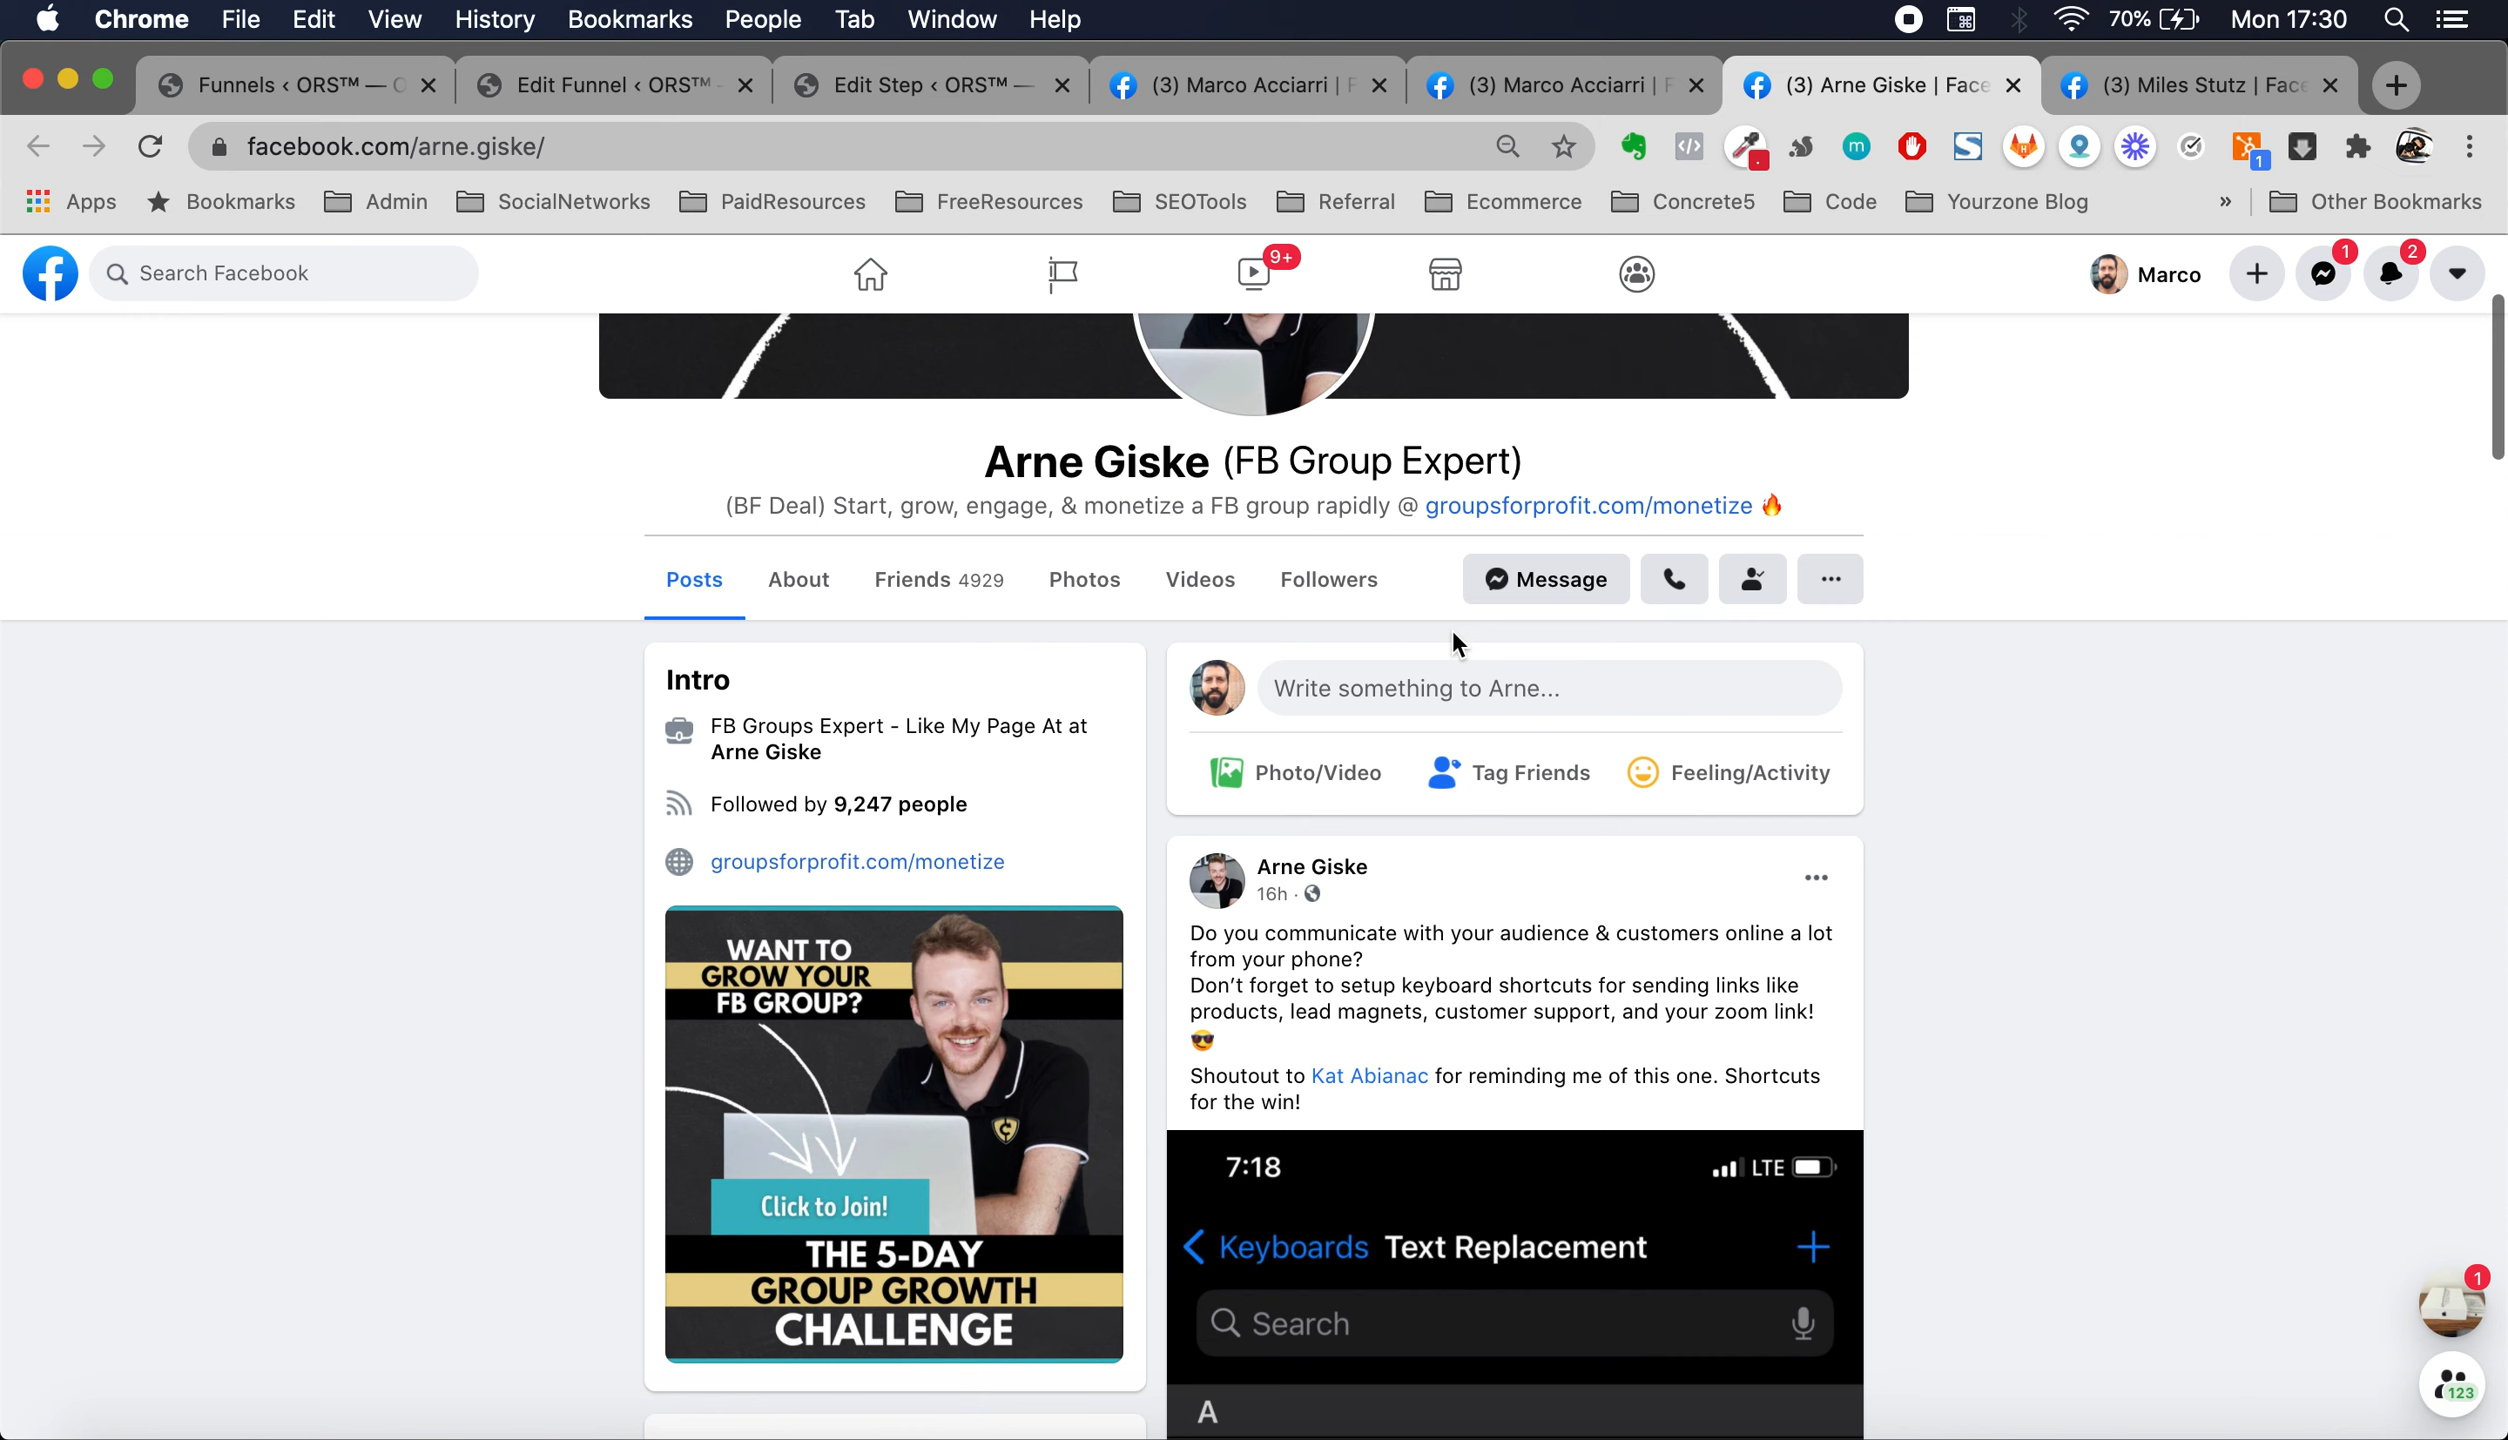 Chrome File Edit View History Bookmarks People Tab Window Help 70% Mon 17:30
Funnels < ORS™ — (3) Edit Funnel < ORS™ - Edit Step < ORS™ — (3) Marco Acciarri | F (3) Marco Acciarri | F (3) Arne Giske | Face (3) Miles Stutz | Face
facebook.com/arne.giske/ m 1
Apps Bookmarks Admin SocialNetworks PaidResources FreeResources SEOTools Referral Ecommerce Concrete5 Code Yourzone Blog » Other Bookmarks
Search Facebook 9+ Marco 1 2
Arne Giske (FB Group Expert)
(BF Deal) Start, grow, engage, & monetize a FB group rapidly @ groupsforprofit.com/monetize 🔥
Posts About Friends 4929 Photos Videos Followers Message ...
Intro
FB Groups Expert - Like My Page At at
Arne Giske
Followed by 9,247 people
groupsforprofit.com/monetize
WANT TO
GROW YOUR
FB GROUP?
Click to Join!
THE 5-DAY
GROUP GROWTH
CHALLENGE
Write something to Arne...
Photo/Video Tag Friends Feeling/Activity
Arne Giske
16h ·
Do you communicate with your audience & customers online a lot
from your phone?
Don't forget to setup keyboard shortcuts for sending links like
products, lead magnets, customer support, and your zoom link!
😎
Shoutout to Kat Abianac for reminding me of this one. Shortcuts
for the win!
7:18 LTE
Keyboards Text Replacement +
Search
A
1
123